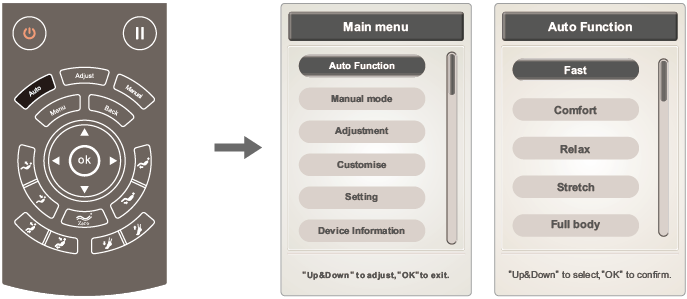 Adjust
Auto
Manual
Menu
Back
ok
Zero
Main menu
Auto Function
Manual mode
Adjustment
Customise
Setting
Device Information
"Up&Down" to adjust,"OK"to exit.
Auto Function
Fast
Comfort
Relax
Stretch
Full body
"Up&Down" to select,"OK" to confirm.